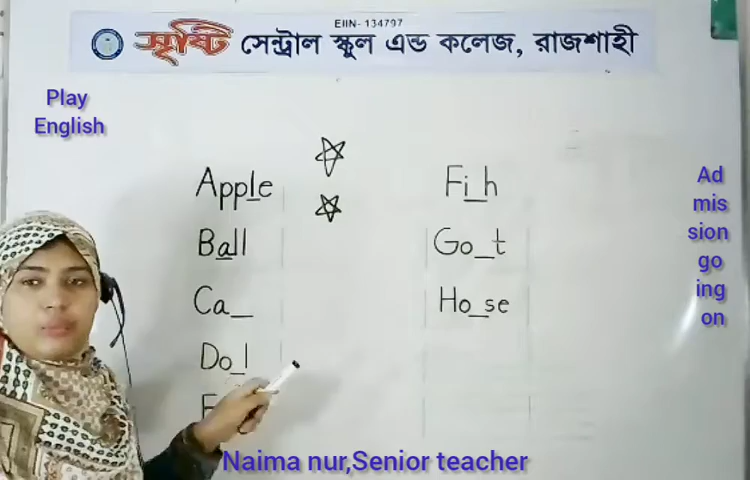 EIIN- 134797
সৃষ্টি সেন্ট্রাল স্কুল এন্ড কলেজ, রাজশাহী
Play
English
Apple
Ball
Ca_
Do_l
F
Fi_h
Go_t
Ho_se
Ad
mis
sion
go
ing
on
Naima nur,Senior teacher